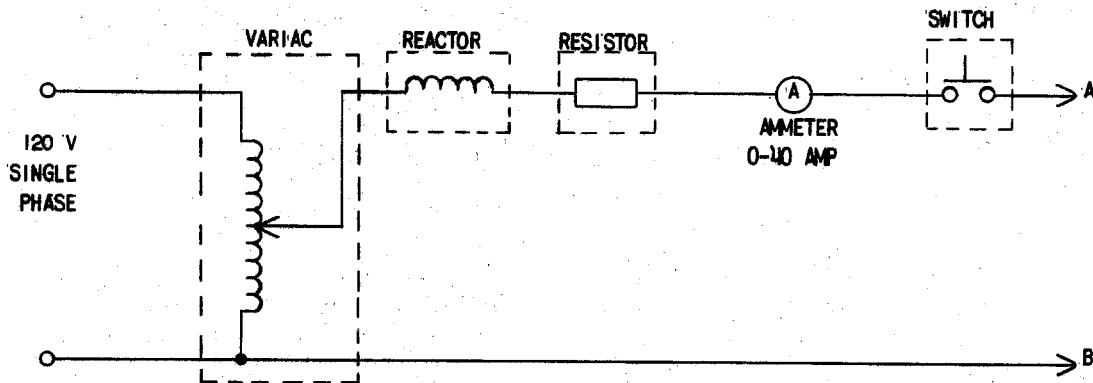 VARIAC
REACTOR
RESISTOR
SWITCH
A
A
AMMETER
0-40 AMP
120 V
SINGLE
PHASE
B